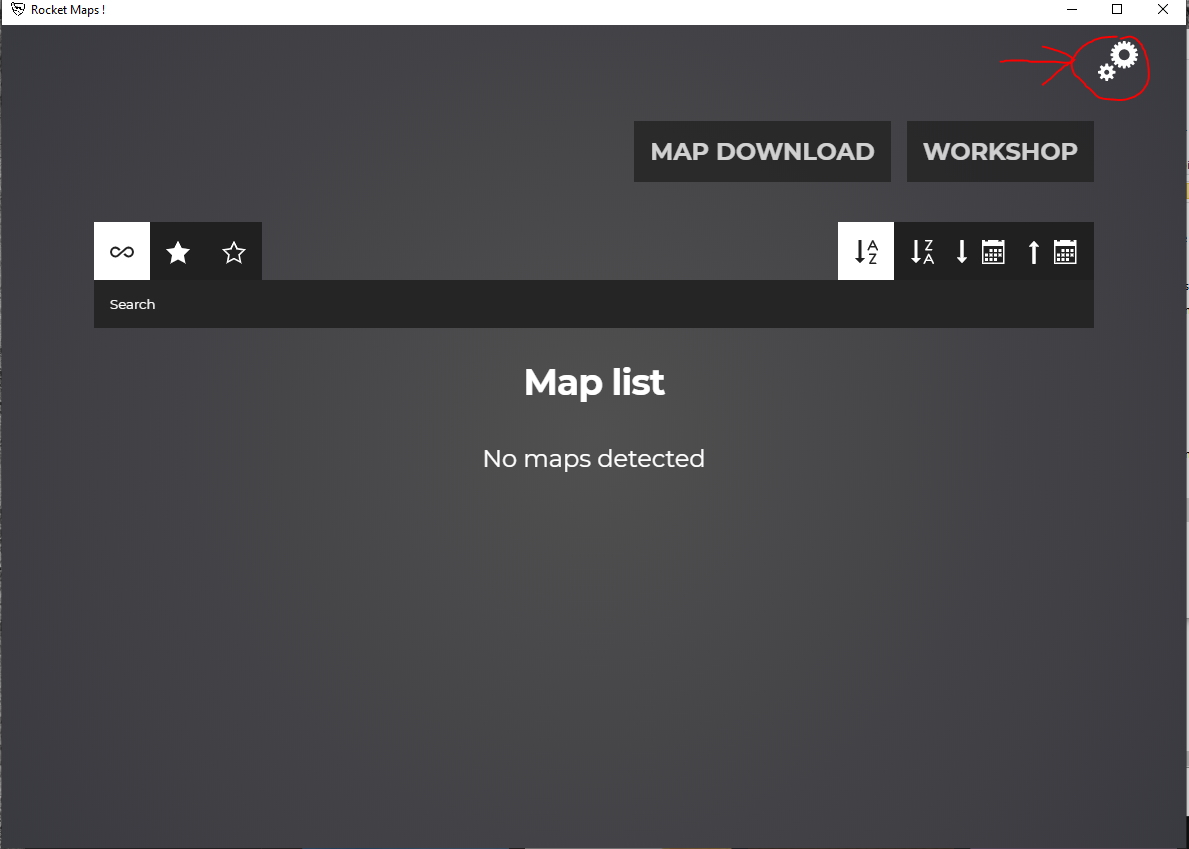 Rocket Maps !
MAP DOWNLOAD
WORKSHOP
A
Z
Z
A
Search
Map list
No maps detected